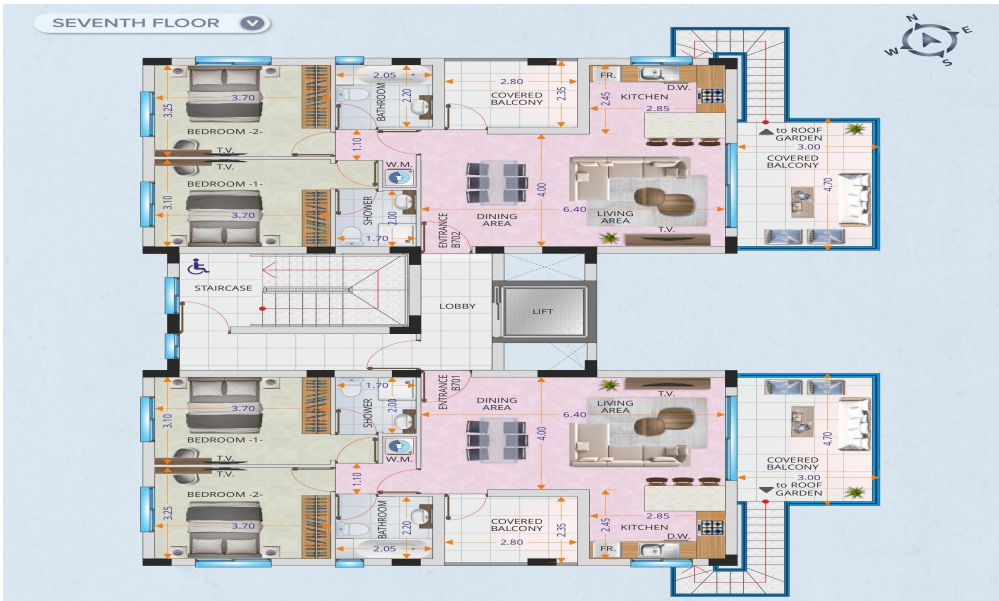 SEVENTH FLOOR V
N
E
W
S
2.05
2.20
BATHROOM
3.70
3.25
BEDROOM -2-
T.V.
1.10
2.80
COVERED
BALCONY
2.35
FR.
D.W.
KITCHEN
2.45
2.85
to ROOF
GARDEN
3.00
COVERED
BALCONY
4.70
T.V.
BEDROOM -1-
3.10
3.70
W.M.
SHOWER
2.00
1.70
DINING
AREA
4.00
6.40
LIVING
AREA
T.V.
ENTRANCE
B702
STAIRCASE
LOBBY
LIFT
ENTRANCE
B701
1.70
SHOWER
2.00
W.M.
3.10
3.70
BEDROOM -1-
T.V.
DINING
AREA
4.00
6.40
LIVING
AREA
T.V.
4.70
COVERED
BALCONY
3.00
to ROOF
GARDEN
1.10
BEDROOM -2-
3.25
3.70
BATHROOM
2.20
2.05
COVERED
BALCONY
2.80
2.35
2.45
2.85
KITCHEN
D.W.
FR.